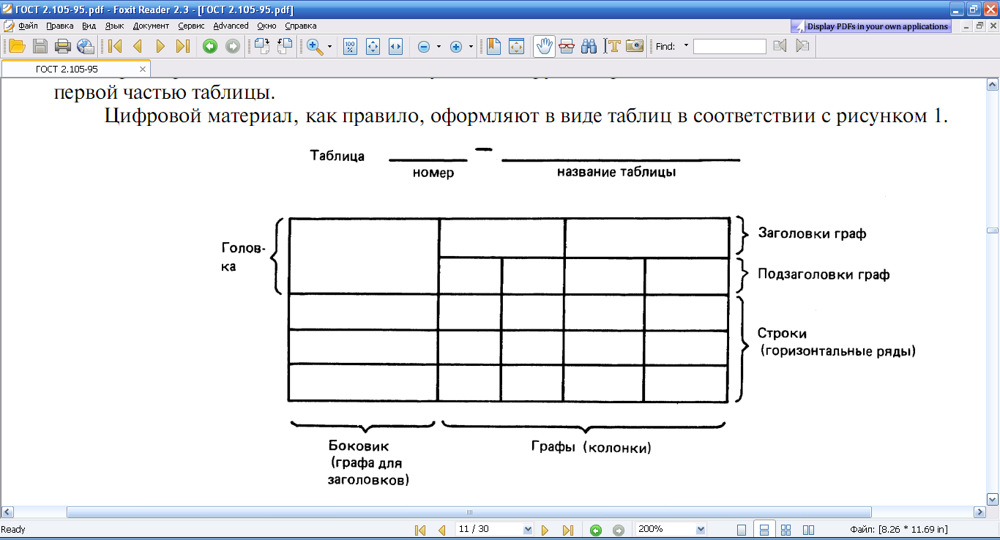 ГОСТ 2.105-95.pdf - Foxit Reader 2.3 - [ГОСТ 2.105-95.pdf]
Файл Правка Вид Язык Документ Сервис Advanced Окно Справка
Display PDFs in your own applications
100 %
Find:
ГОСТ 2.105-95
первой частью таблицы.
Цифровой материал, как правило, оформляют в виде таблиц в соответствии с рисунком 1.
Таблица
номер
название таблицы
Голов-
ка
Заголовки граф
Подзаголовки граф
Строки
(горизонтальные ряды)
Боковик
(графа для
заголовков)
Графы (колонки)
Ready
11 / 30
200%
Файл: [8.26 * 11.69 in]